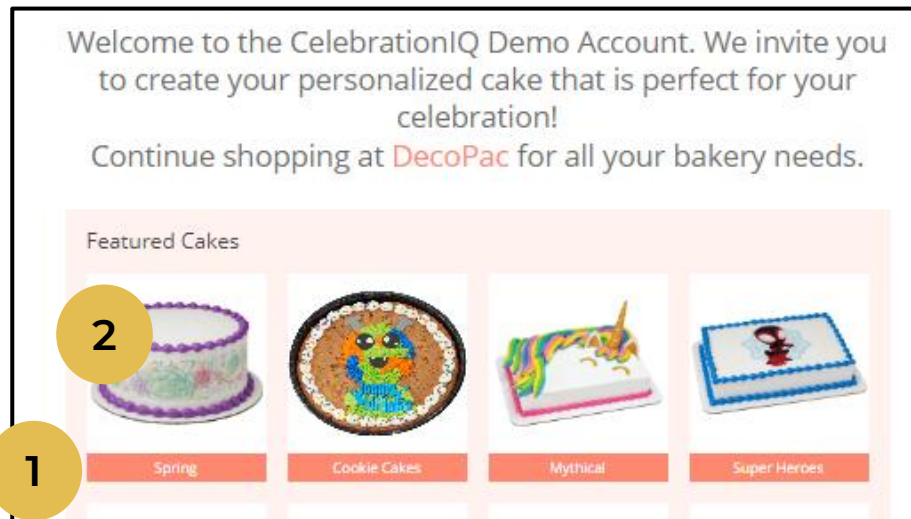 Welcome to the CelebrationIQ Demo Account. We invite you
to create your personalized cake that is perfect for your
celebration!
Continue shopping at DecoPac for all your bakery needs.
Featured Cakes
2
1
Spring
Cookie Cakes
Mythical
Super Heroes